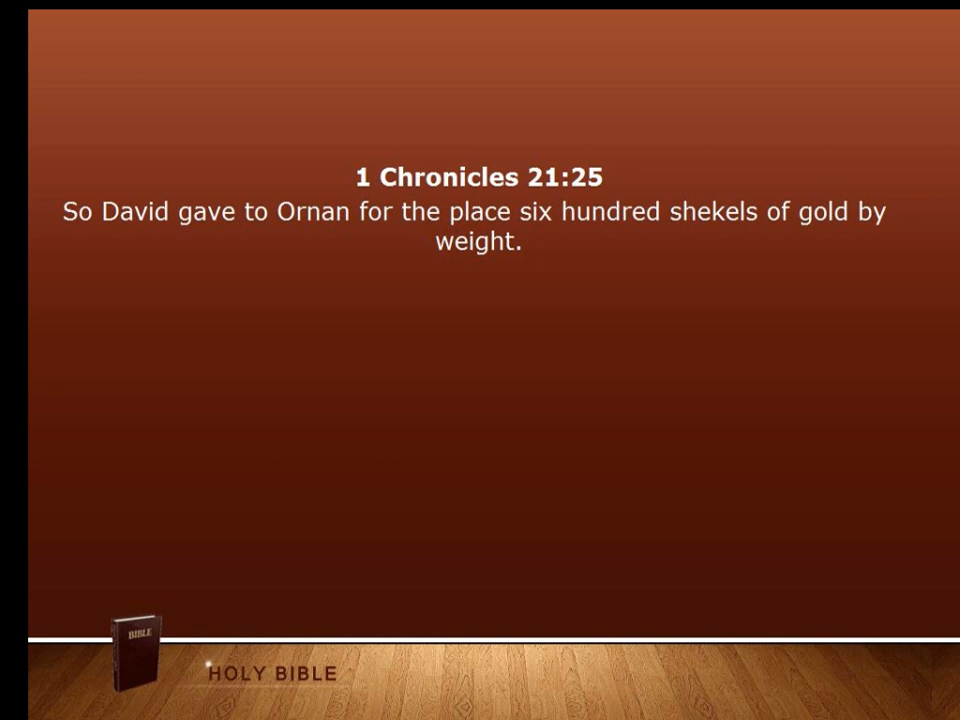 1 Chronicles 21:25
So David gave to Ornan for the place six hundred shekels of gold by
weight.
BIBLE
HOLY BIBLE